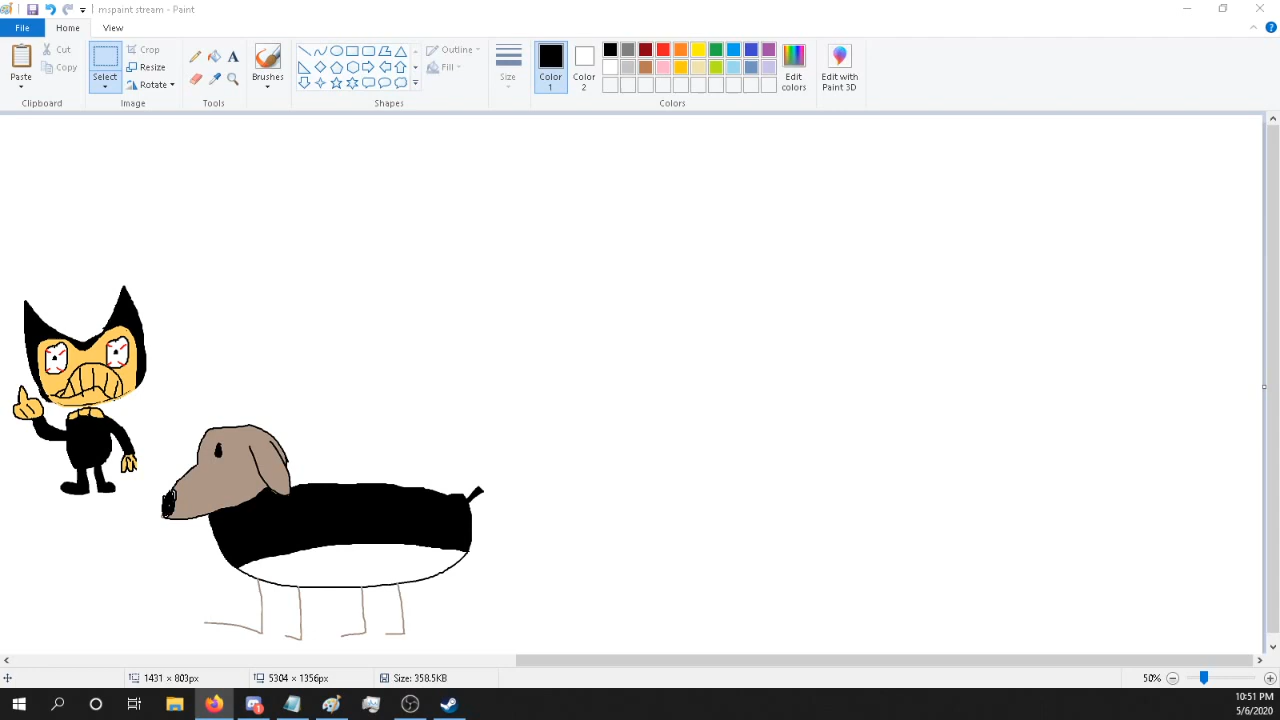 mspaint stream - Paint
File Home View
Paste Cut Copy Clipboard
Select Crop Resize Rotate Image
A Tools
Brushes
Shapes Outline Fill
Size
Color 1 Color 2 Edit colors Colors
Edit with Paint 3D
1431 × 803px 5304 × 1356px Size: 358.5KB 50%
10:51 PM
5/6/2020